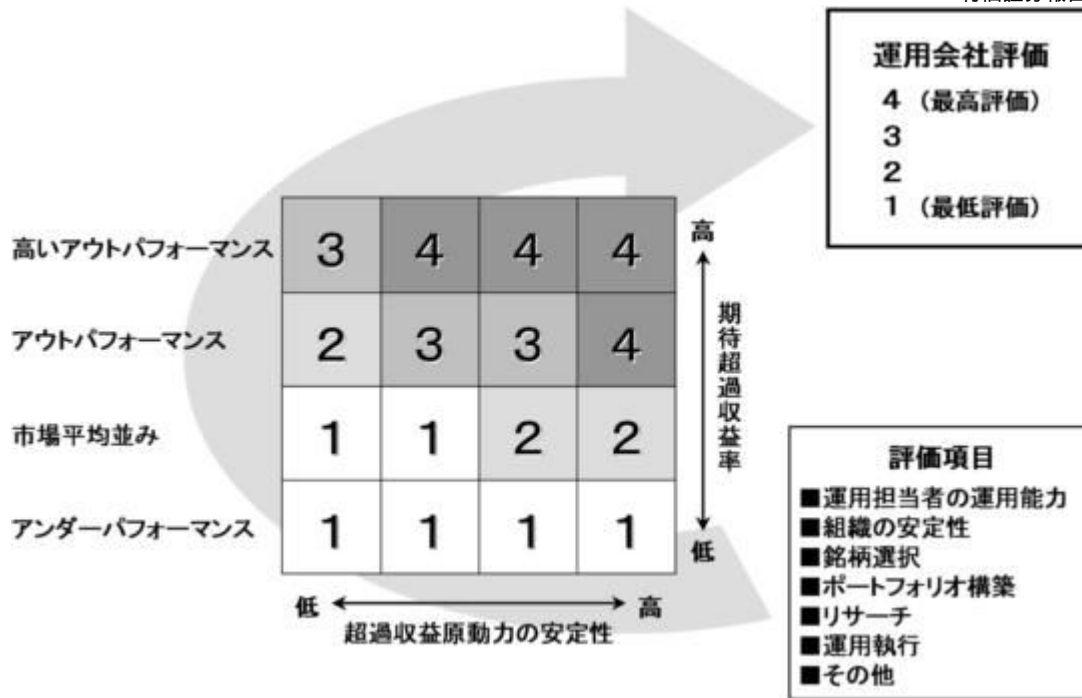 運用会社評価
4 (最高評価)
3
2
1 (最低評価)
高いアウトパフォーマンス 3 4 4 4
アウトパフォーマンス 2 3 3 4
市場平均並み 1 1 2 2
アンダーパフォーマンス 1 1 1 1
高
期待超過収益率
低
低 高
超過収益原動力の安定性
評価項目
■運用担当者の運用能力
■組織の安定性
■銘柄選択
■ポートフォリオ構築
■リサーチ
■運用執行
■その他